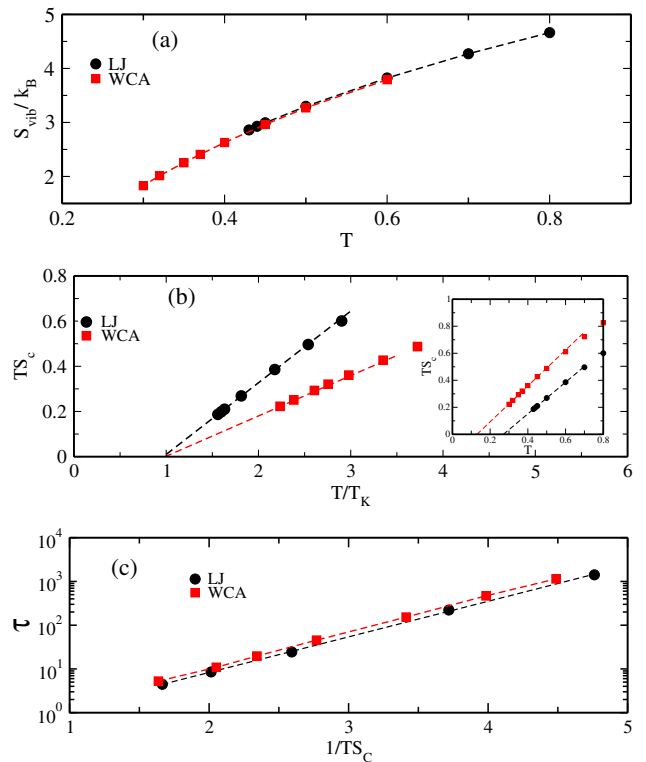 5
4
3
2
S_vib / k_B
(a)
LJ
WCA
0.2 0.4 0.6 0.8
T
0.8
0.6
0.4
0.2
0
TS_c
(b)
LJ
WCA
0 1 2 3 4 5 6
T/T_K
1
0.8
0.6
0.4
0.2
0
TS_c
0 0.2 0.4 0.6 0.8
T
10^4
10^3
10^2
10^1
10^0
τ
(c)
LJ
WCA
1 2 3 4 5
1/TS_C